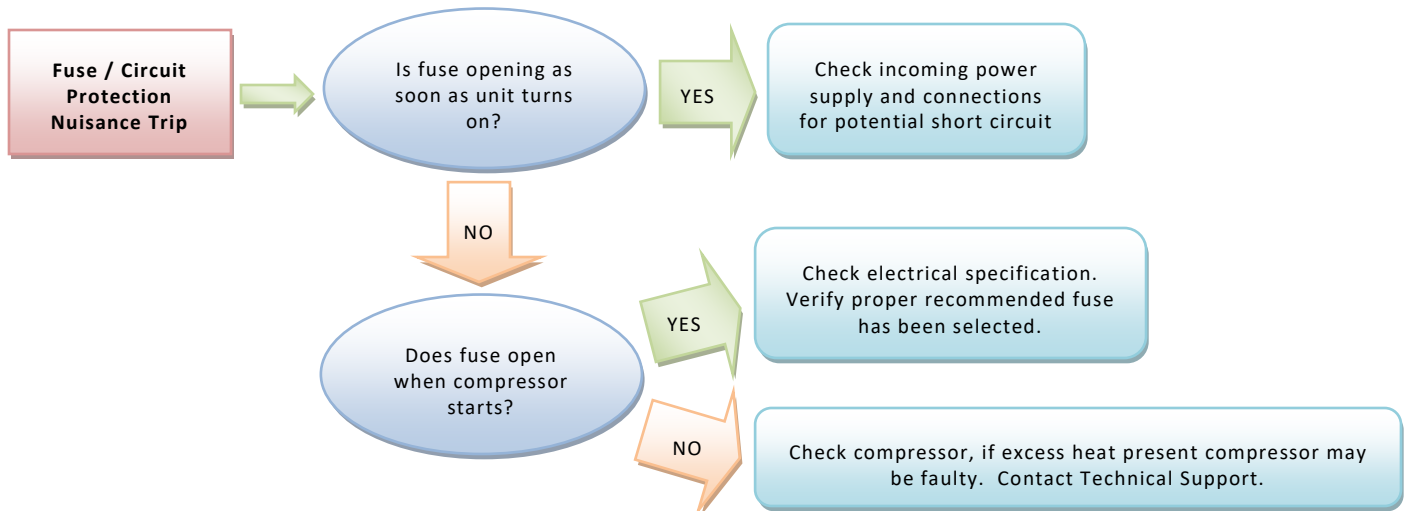 Fuse / Circuit
Protection
Nuisance Trip
Is fuse opening as
soon as unit turns
on?
YES
Check incoming power
supply and connections
for potential short circuit
NO
Does fuse open
when compressor
starts?
YES
Check electrical specification.
Verify proper recommended fuse
has been selected.
NO
Check compressor, if excess heat present compressor may
be faulty.  Contact Technical Support.